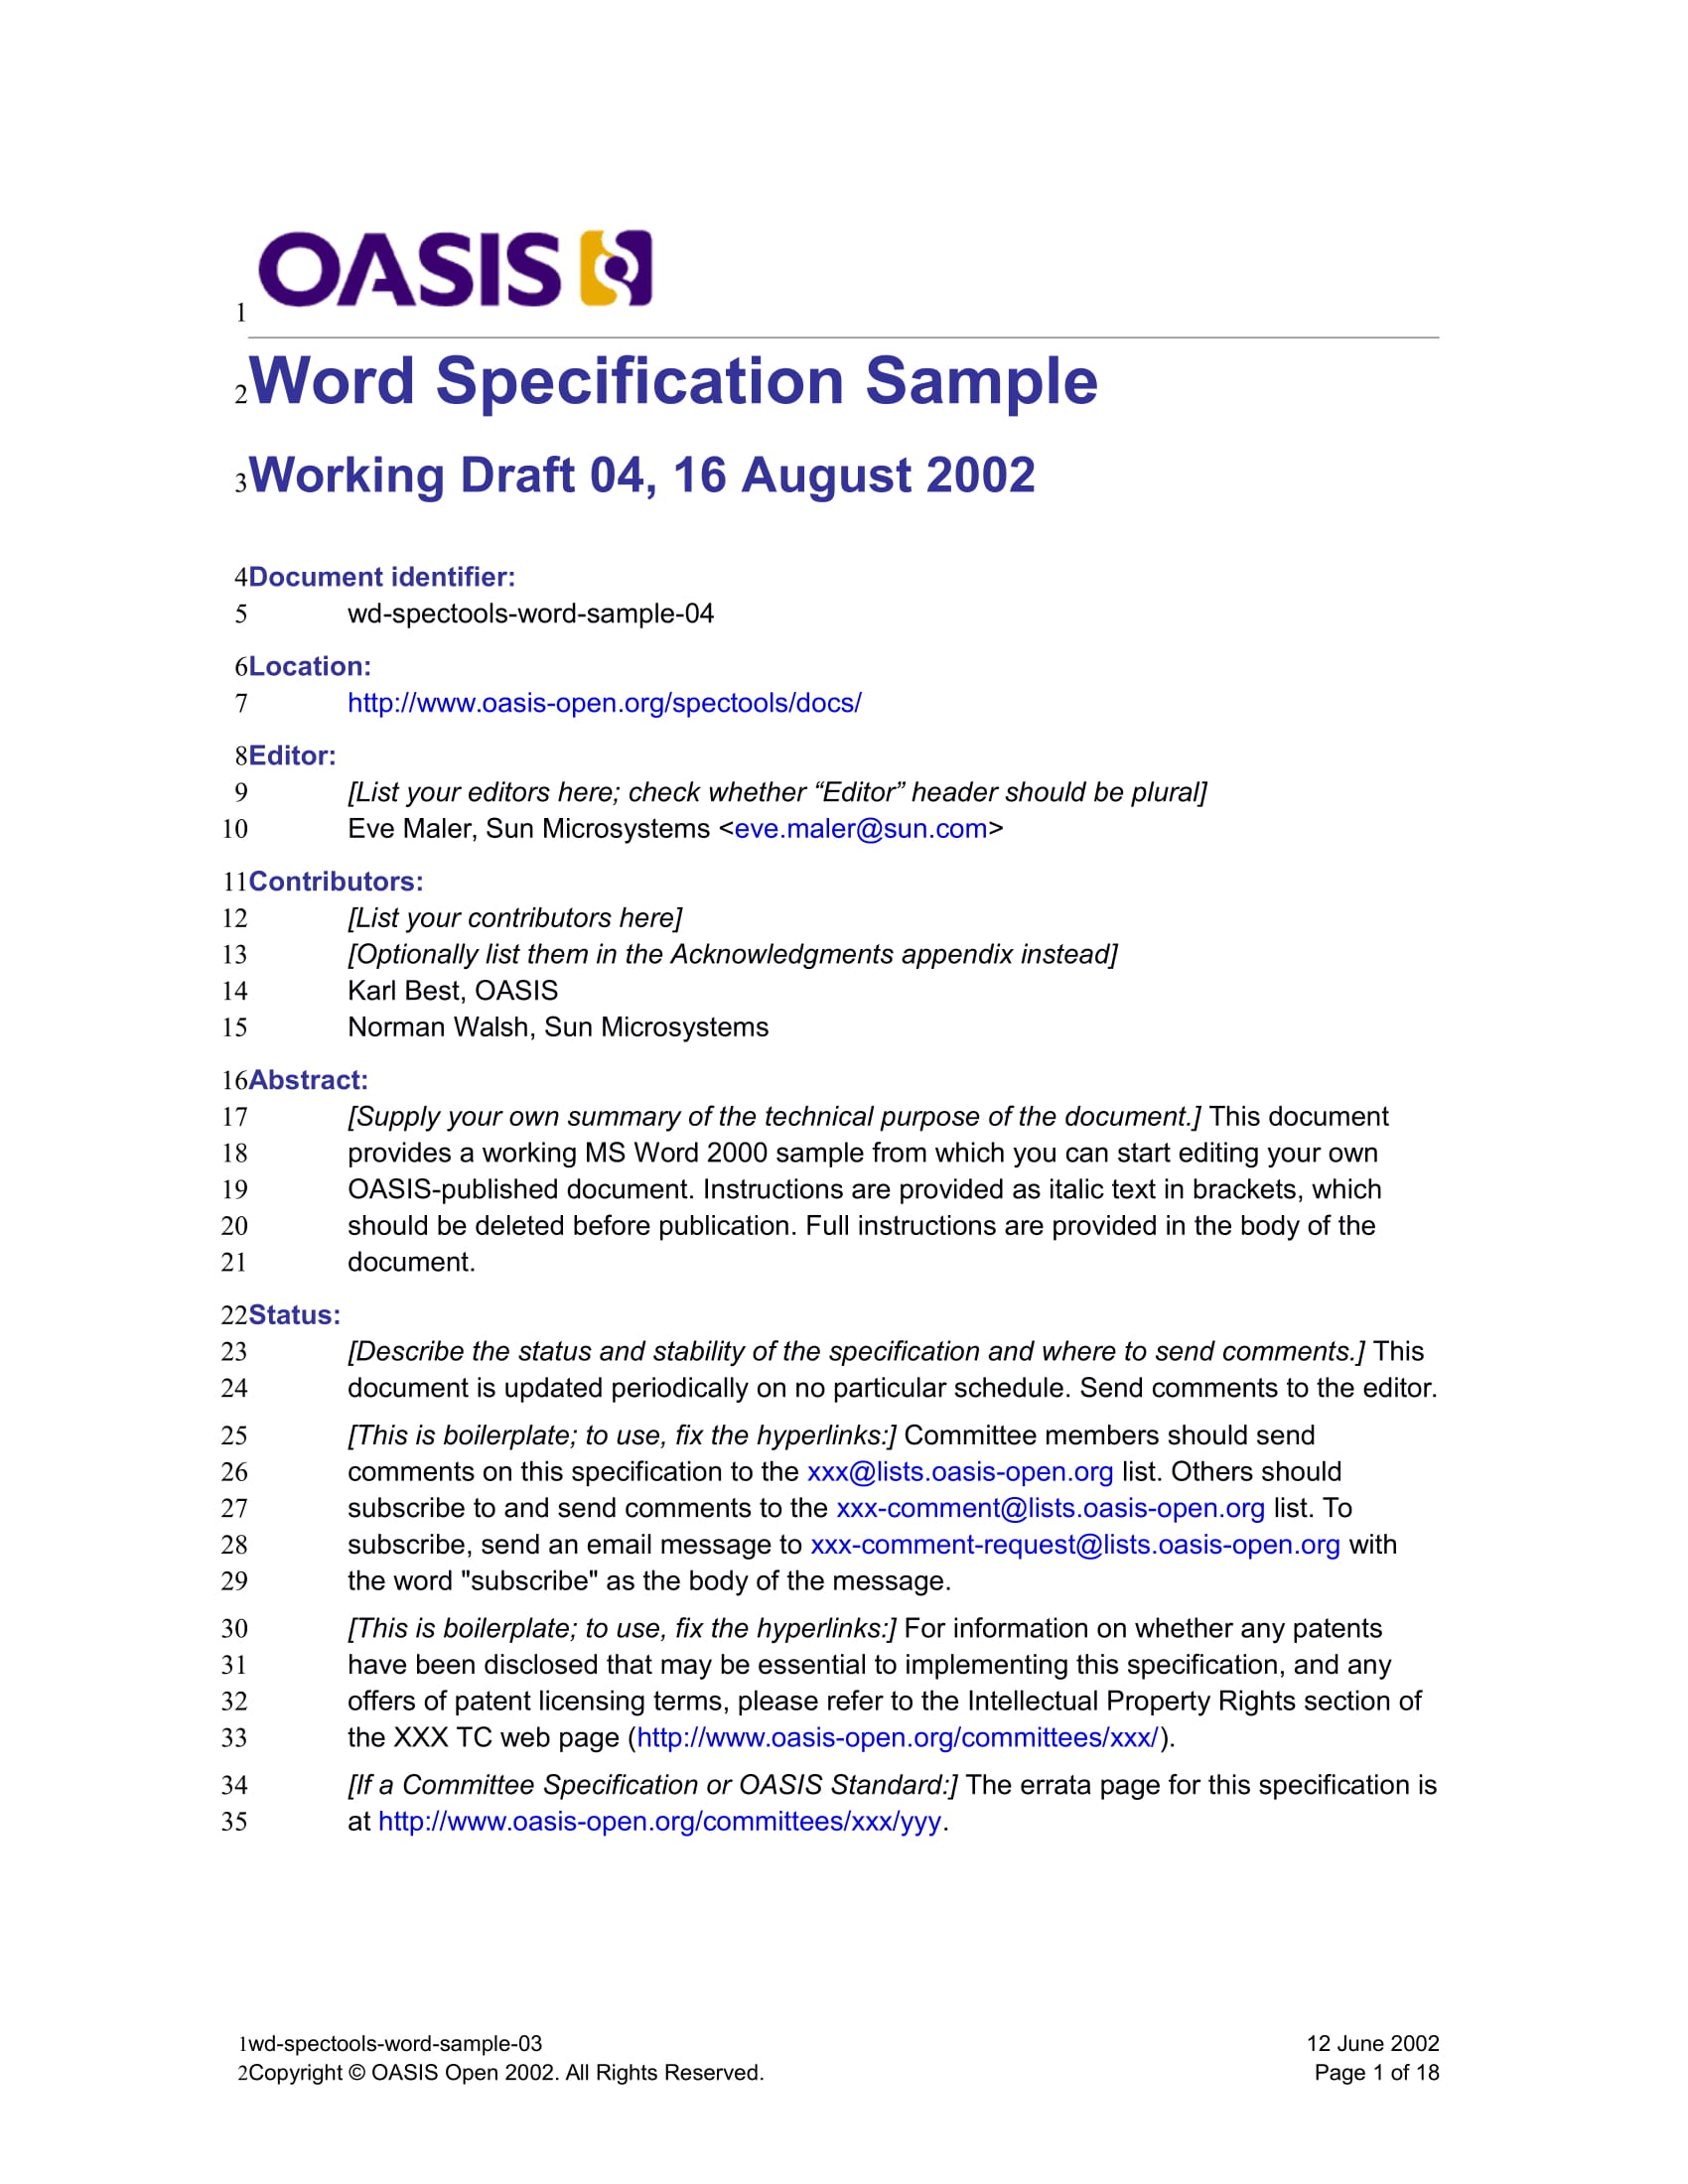 OASIS
1
2Word Specification Sample
3Working Draft 04, 16 August 2002
4Document identifier:
5 wd-spectools-word-sample-04
6Location:
7 http://www.oasis-open.org/spectools/docs/
8Editor:
9 [List your editors here; check whether “Editor” header should be plural]
10 Eve Maler, Sun Microsystems <eve.maler@sun.com>
11Contributors:
12 [List your contributors here]
13 [Optionally list them in the Acknowledgments appendix instead]
14 Karl Best, OASIS
15 Norman Walsh, Sun Microsystems
16Abstract:
17 [Supply your own summary of the technical purpose of the document.] This document
18 provides a working MS Word 2000 sample from which you can start editing your own
19 OASIS-published document. Instructions are provided as italic text in brackets, which
20 should be deleted before publication. Full instructions are provided in the body of the
21 document.
22Status:
23 [Describe the status and stability of the specification and where to send comments.] This
24 document is updated periodically on no particular schedule. Send comments to the editor.
25 [This is boilerplate; to use, fix the hyperlinks:] Committee members should send
26 comments on this specification to the xxx@lists.oasis-open.org list. Others should
27 subscribe to and send comments to the xxx-comment@lists.oasis-open.org list. To
28 subscribe, send an email message to xxx-comment-request@lists.oasis-open.org with
29 the word "subscribe" as the body of the message.
30 [This is boilerplate; to use, fix the hyperlinks:] For information on whether any patents
31 have been disclosed that may be essential to implementing this specification, and any
32 offers of patent licensing terms, please refer to the Intellectual Property Rights section of
33 the XXX TC web page (http://www.oasis-open.org/committees/xxx/).
34 [If a Committee Specification or OASIS Standard:] The errata page for this specification is
35 at http://www.oasis-open.org/committees/xxx/yyy.
1wd-spectools-word-sample-03 12 June 2002
2Copyright © OASIS Open 2002. All Rights Reserved. Page 1 of 18